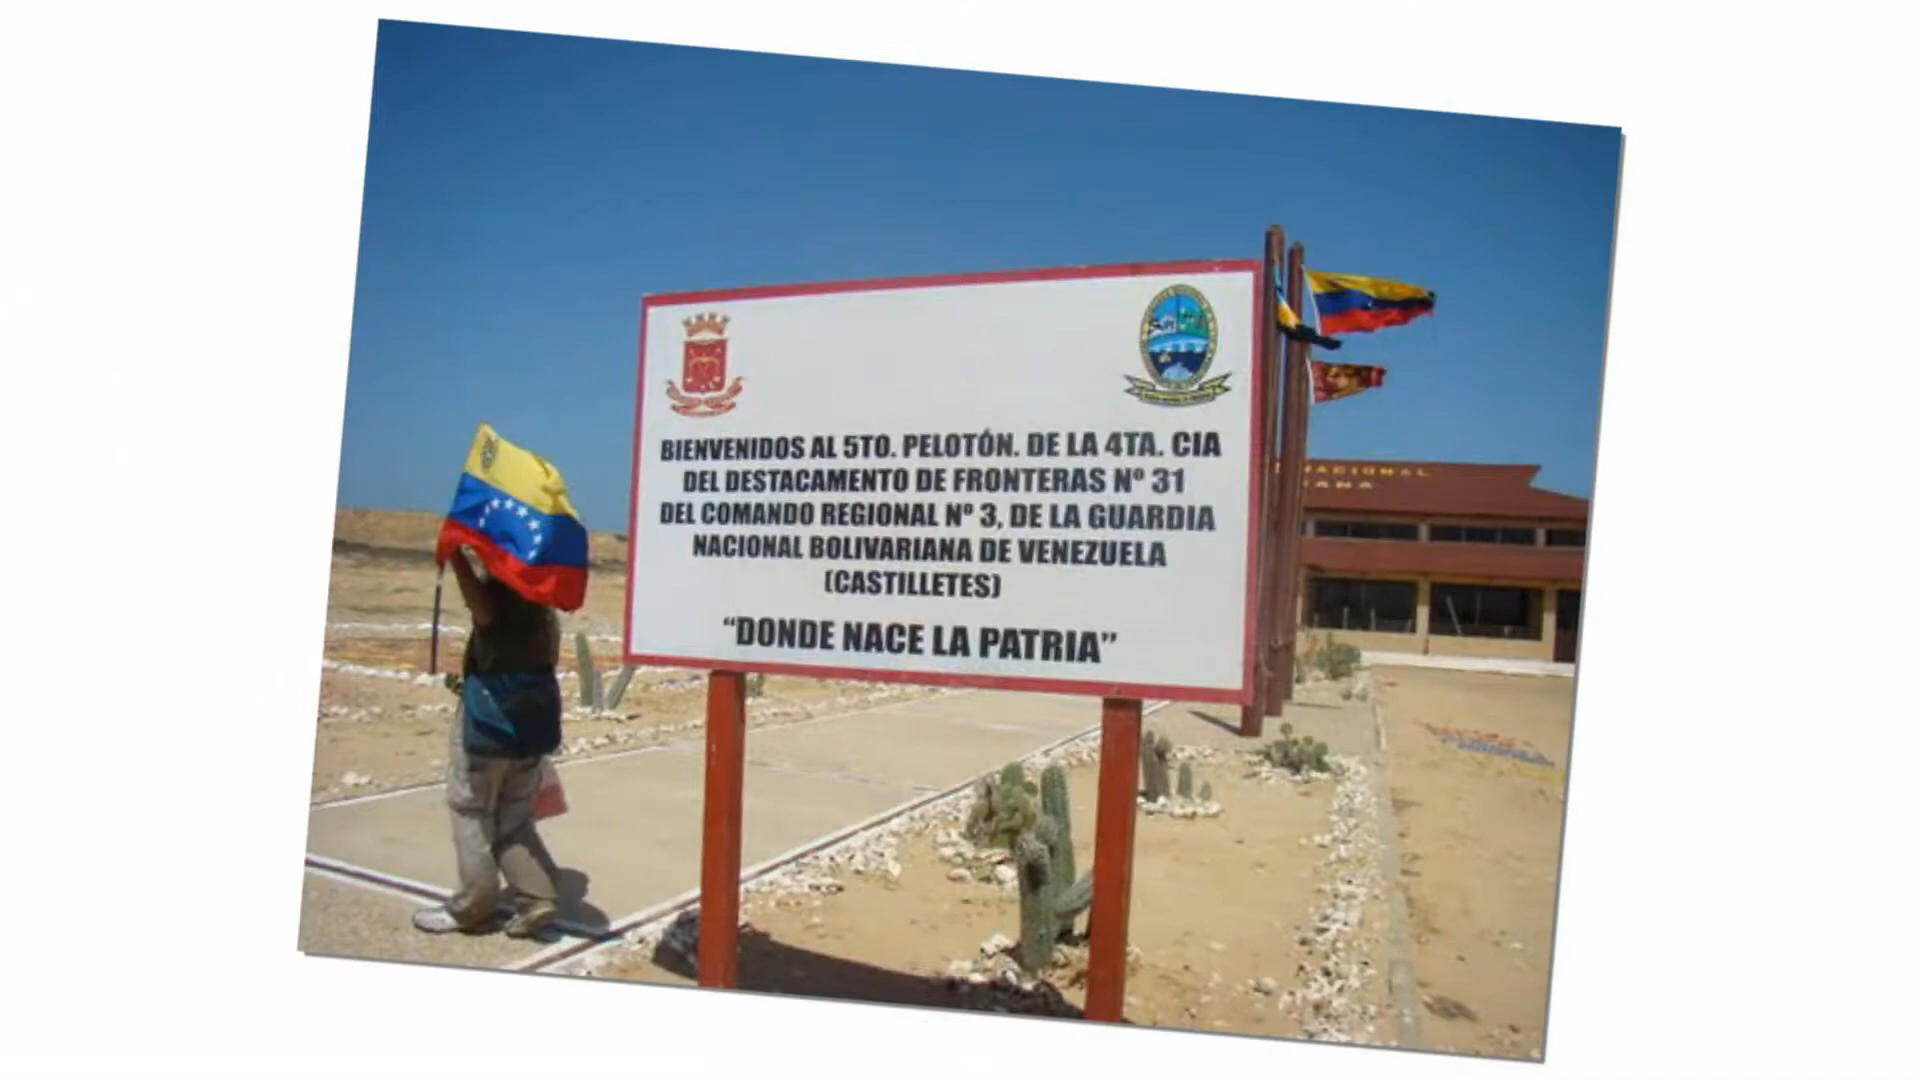 BIENVENIDOS AL 5TO. PELOTÓN. DE LA 4TA. CIA
DEL DESTACAMENTO DE FRONTERAS Nº 31
DEL COMANDO REGIONAL Nº 3, DE LA GUARDIA
NACIONAL BOLIVARIANA DE VENEZUELA
(CASTILLETES)
“DONDE NACE LA PATRIA”
NACIONAL